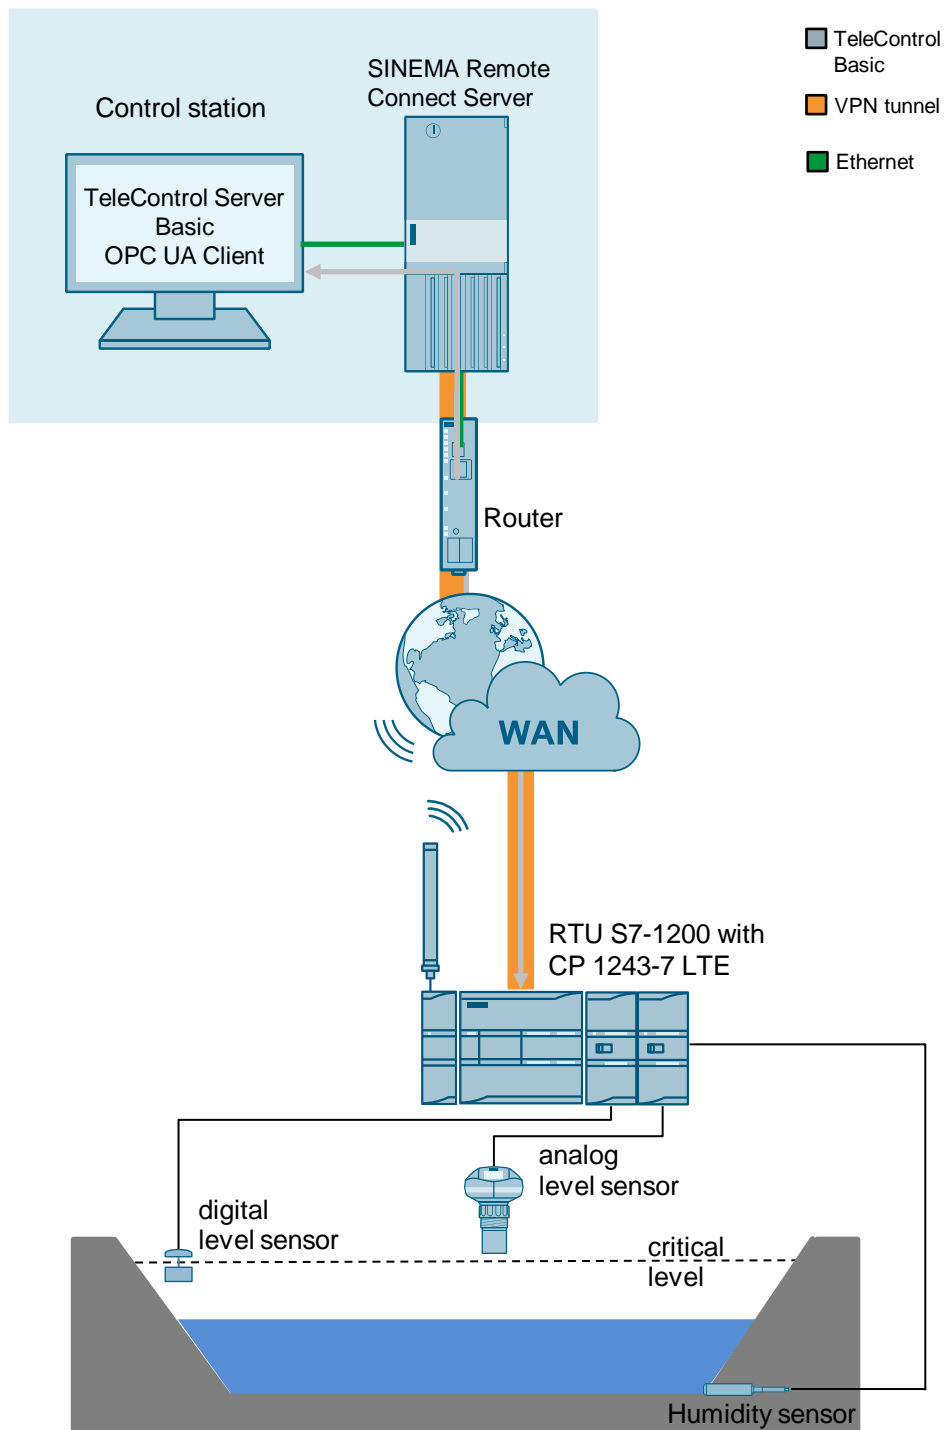 SINEMA Remote
Connect Server
Control station
TeleControl Server
Basic
OPC UA Client
TeleControl
Basic
VPN tunnel
Ethernet
Router
WAN
RTU S7-1200 with
CP 1243-7 LTE
analog
level sensor
digital
level sensor
critical
level
Humidity sensor